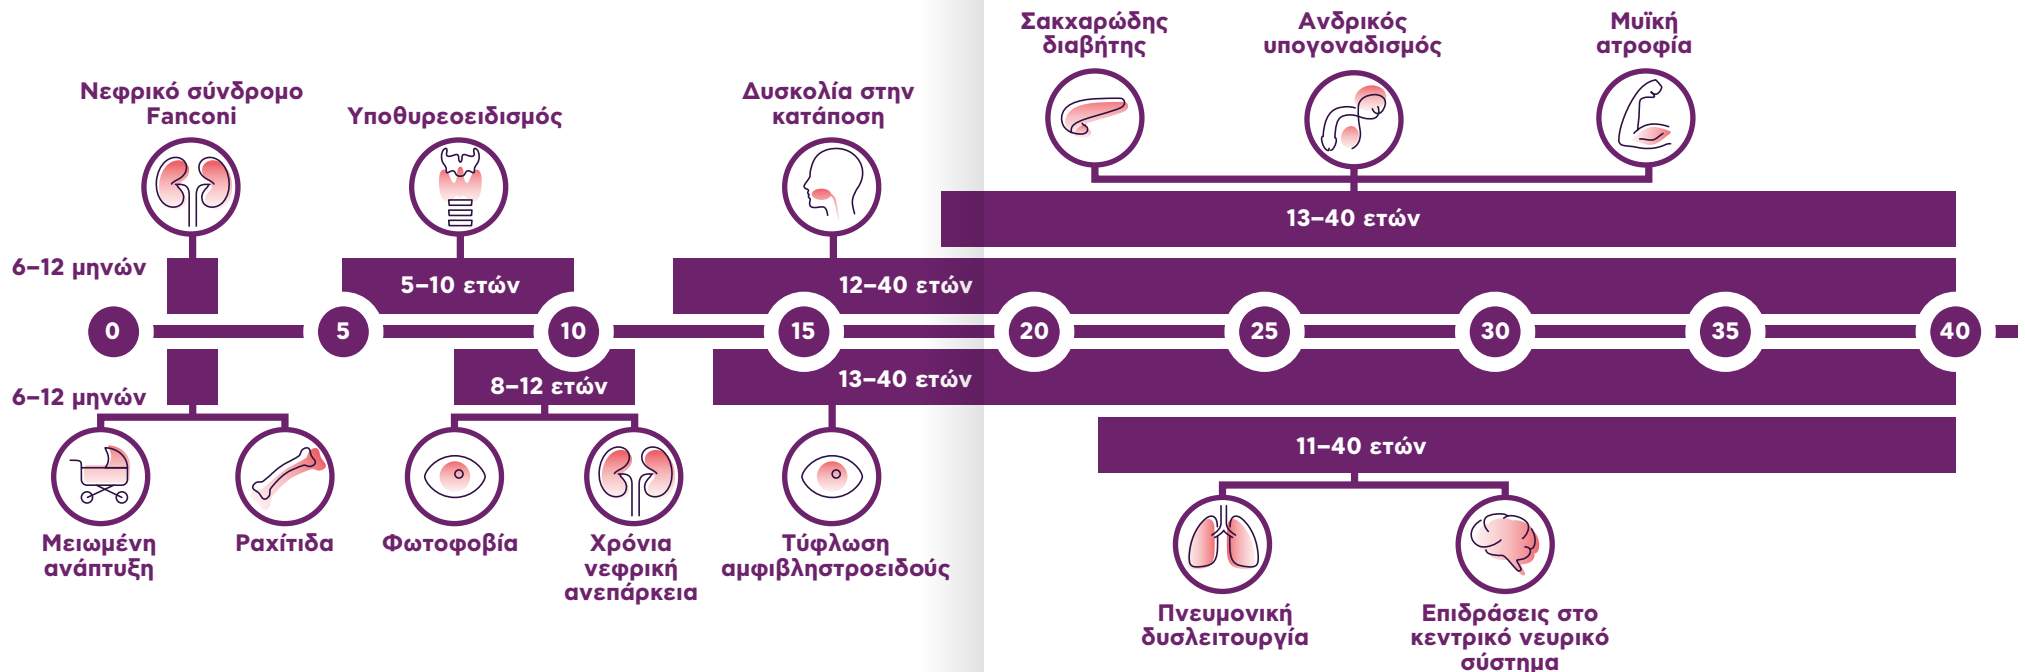 Σακχαρώδης
διαβήτης
Ανδρικός
υπογοναδισμός
Μυϊκή
ατροφία
Νεφρικό σύνδρομο
Fanconi
Υποθυρεοειδισμός
Δυσκολία στην
κατάποση
13–40 ετών
6–12 μηνών
5–10 ετών
12–40 ετών
0
5
10
15
20
25
30
35
40
6–12 μηνών
8–12 ετών
13–40 ετών
11–40 ετών
Μειωμένη
ανάπτυξη
Ραχίτιδα
Φωτοφοβία
Χρόνια
νεφρική
ανεπάρκεια
Τύφλωση
αμφιβληστροειδούς
Πνευμονική
δυσλειτουργία
Επιδράσεις στο
κεντρικό νευρικό
σύστημα